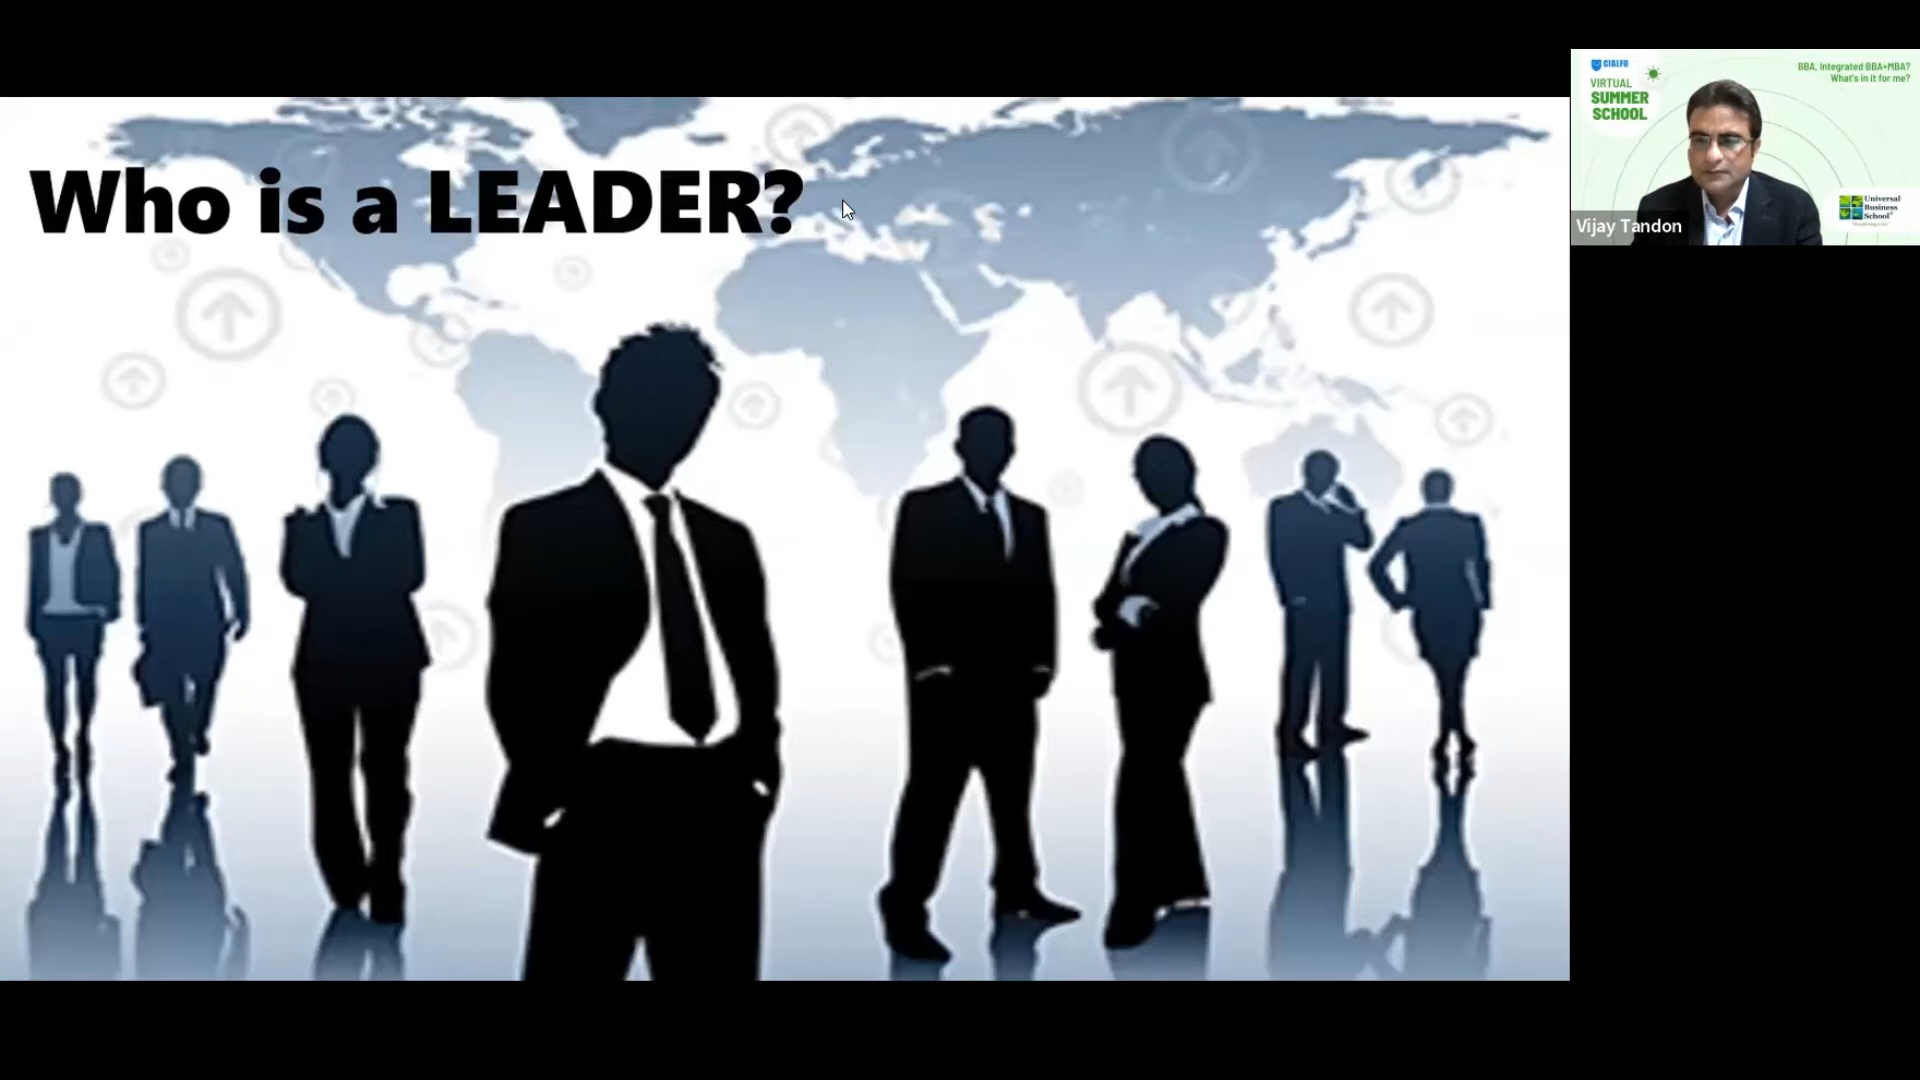 Who is a LEADER?
CIALFO
VIRTUAL
SUMMER
SCHOOL
BBA, Integrated BBA+MBA?
What's in it for me?
Universal
Business
School
Vijay Tandon